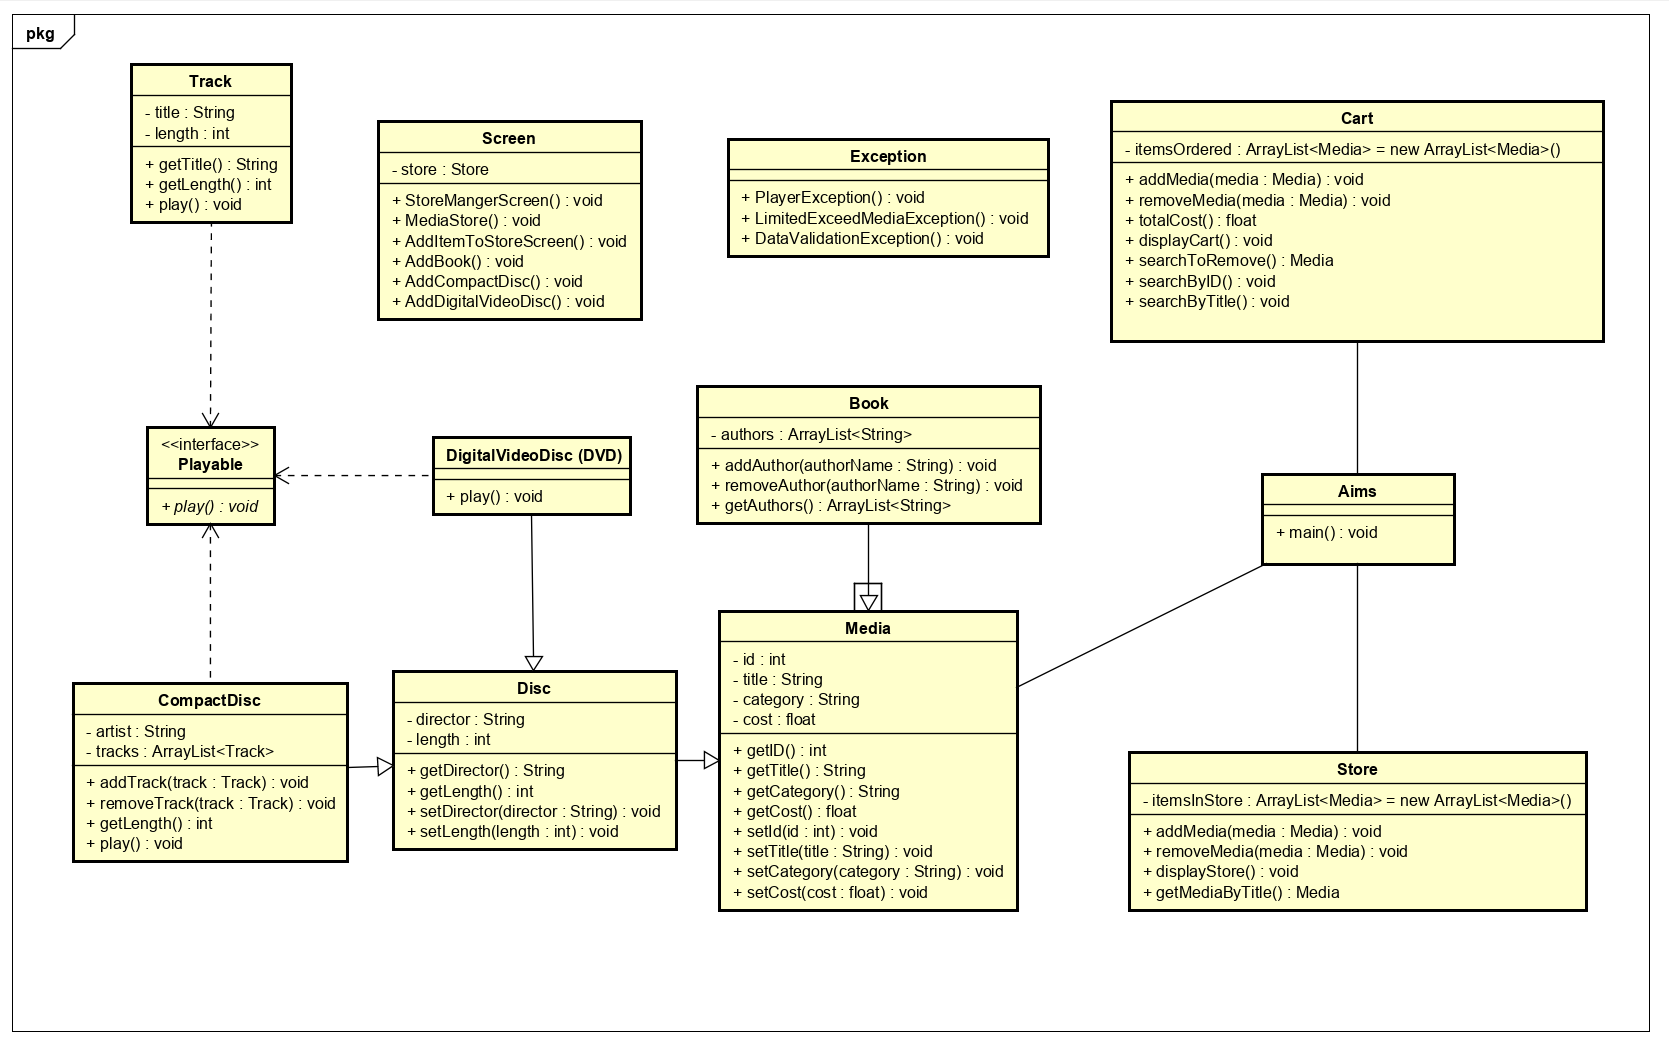 pkg
Track
- title : String
- length : int
+ getTitle() : String
+ getLength() : int
+ play() : void
Screen
- store : Store
+ StoreMangerScreen() : void
+ MediaStore() : void
+ AddItemToStoreScreen() : void
+ AddBook() : void
+ AddCompactDisc() : void
+ AddDigitalVideoDisc() : void
Exception
+ PlayerException() : void
+ LimitedExceedMediaException() : void
+ DataValidationException() : void
Cart
- itemsOrdered : ArrayList<Media> = new ArrayList<Media>()
+ addMedia(media : Media) : void
+ removeMedia(media : Media) : void
+ totalCost() : float
+ displayCart() : void
+ searchToRemove() : Media
+ searchByID() : void
+ searchByTitle() : void
<<interface>>
Playable
+ play() : void
DigitalVideoDisc (DVD)
+ play() : void
Book
- authors : ArrayList<String>
+ addAuthor(authorName : String) : void
+ removeAuthor(authorName : String) : void
+ getAuthors() : ArrayList<String>
Aims
+ main() : void
CompactDisc
- artist : String
- tracks : ArrayList<Track>
+ addTrack(track : Track) : void
+ removeTrack(track : Track) : void
+ getLength() : int
+ play() : void
Disc
- director : String
- length : int
+ getDirector() : String
+ getLength() : int
+ setDirector(director : String) : void
+ setLength(length : int) : void
Media
- id : int
- title : String
- category : String
- cost : float
+ getID() : int
+ getTitle() : String
+ getCategory() : String
+ getCost() : float
+ setId(id : int) : void
+ setTitle(title : String) : void
+ setCategory(category : String) : void
+ setCost(cost : float) : void
Store
- itemsInStore : ArrayList<Media> = new ArrayList<Media>()
+ addMedia(media : Media) : void
+ removeMedia(media : Media) : void
+ displayStore() : void
+ getMediaByTitle() : Media